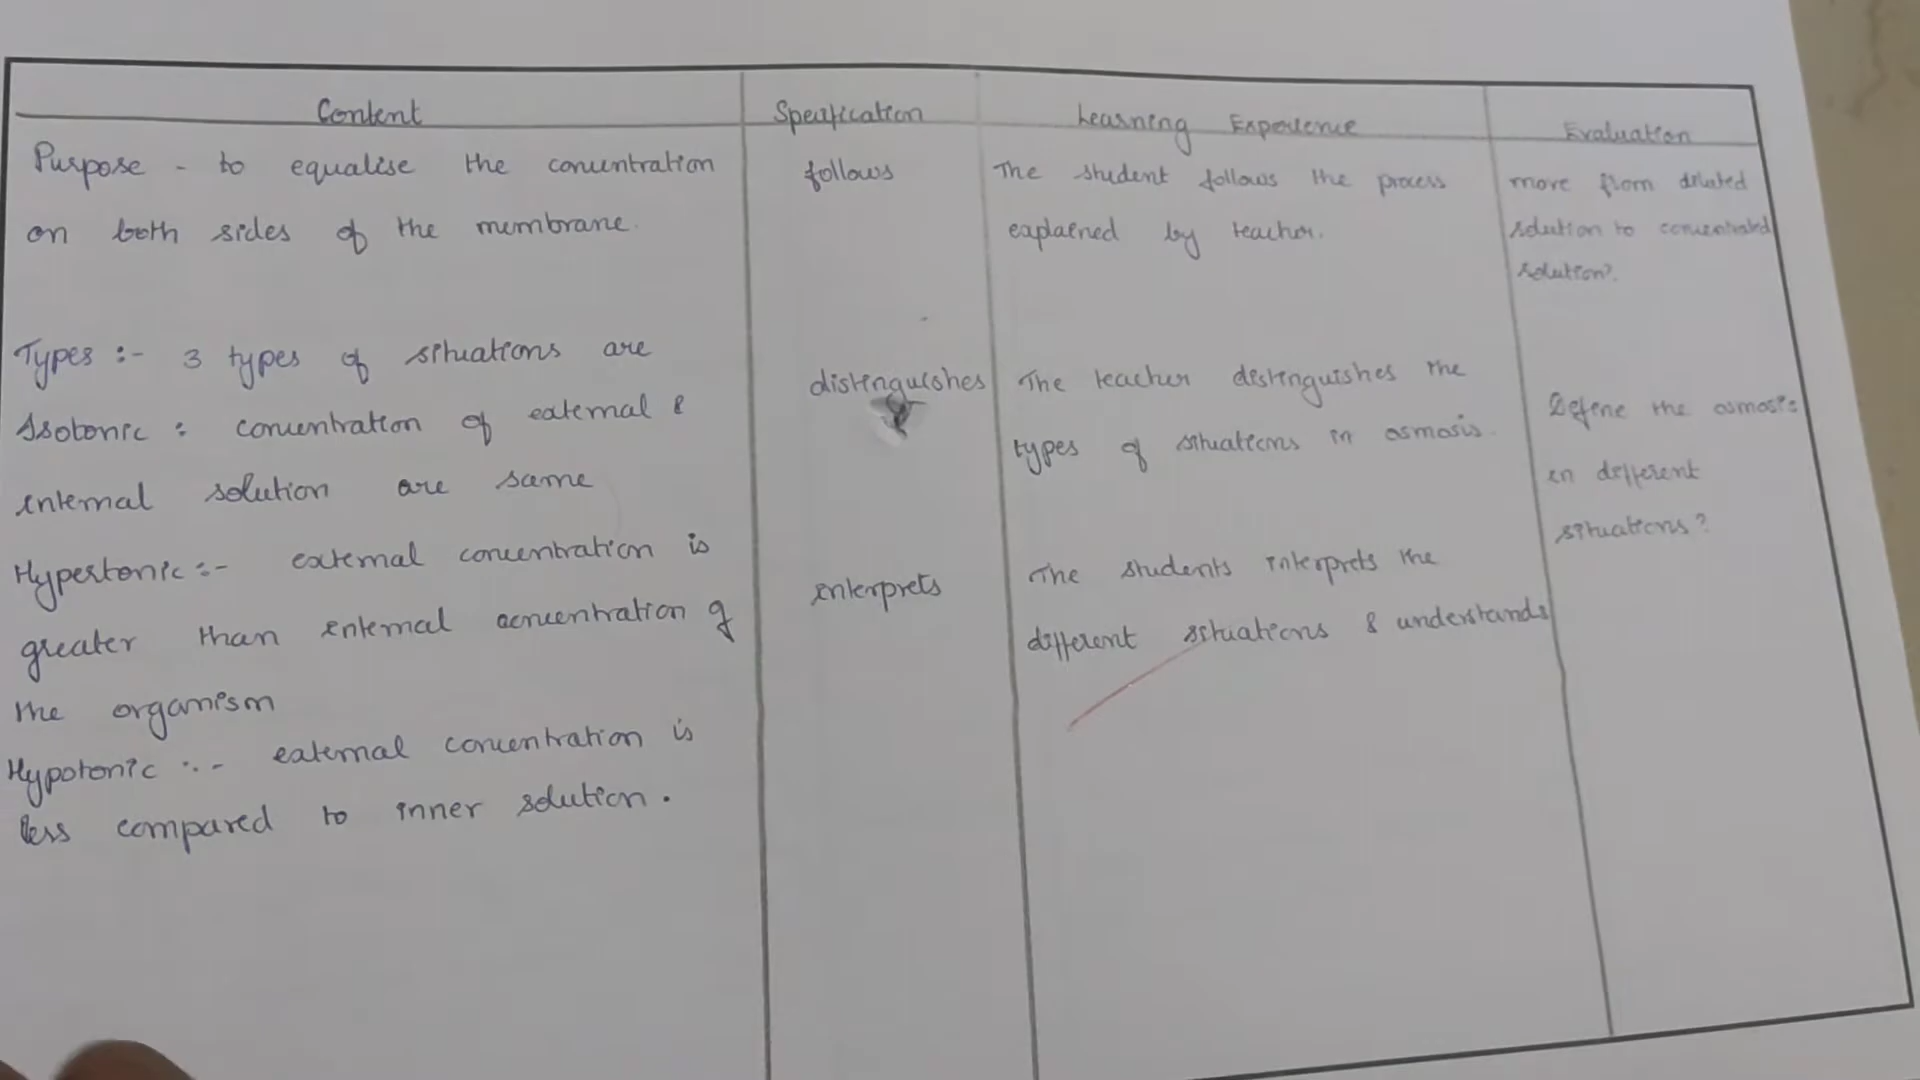 Content
Purpose - to equalise the concentration
on both sides of the membrane.
Types :- 3 types of situations are
Isotonic : concentration of external &
internal solution are same
Hypertonic :- external concentration is
greater than internal concentration of
the organism
Hypotonic :- external concentration is
less compared to inner solution.
Specification
follows
distinguishes
interprets
Learning Experience
The student follows the process
explained by teacher.
The teacher distinguishes the
types of situations in osmosis.
The students interprets the
different situations & understands
Evaluation
move from diluted
solution to concentrated
solution?
Define the osmosis
in different
situations?